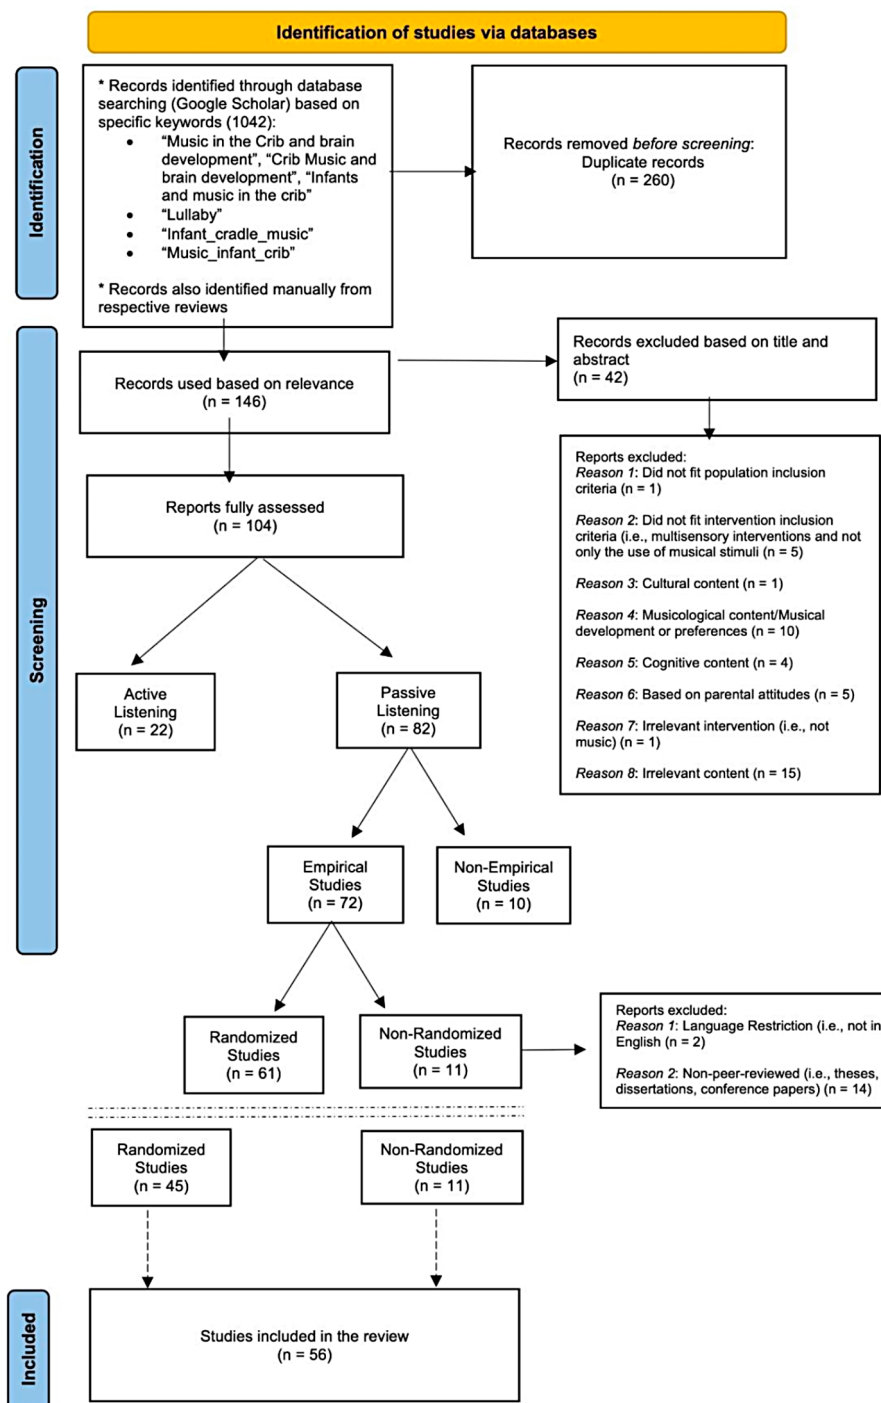 Identification of studies via databases
Identification
* Records identified through database
searching (Google Scholar) based on
specific keywords (1042):
• “Music in the Crib and brain
development”, “Crib Music and
brain development”, “Infants
and music in the crib”
• “Lullaby”
• “Infant_cradle_music”
• “Music_infant_crib”
* Records also identified manually from
respective reviews
Records removed before screening:
Duplicate records
(n = 260)
Screening
Records used based on relevance
(n = 146)
Records excluded based on title and
abstract
(n = 42)
Reports fully assessed
(n = 104)
Reports excluded:
Reason 1: Did not fit population inclusion
criteria (n = 1)
Reason 2: Did not fit intervention inclusion
criteria (i.e., multisensory interventions and not
only the use of musical stimuli (n = 5)
Reason 3: Cultural content (n = 1)
Reason 4: Musicological content/Musical
development or preferences (n = 10)
Reason 5: Cognitive content (n = 4)
Reason 6: Based on parental attitudes (n = 5)
Reason 7: Irrelevant intervention (i.e., not
music) (n = 1)
Reason 8: Irrelevant content (n = 15)
Active
Listening
(n = 22)
Passive
Listening
(n = 82)
Empirical
Studies
(n = 72)
Non-Empirical
Studies
(n = 10)
Randomized
Studies
(n = 61)
Non-Randomized
Studies
(n = 11)
Reports excluded:
Reason 1: Language Restriction (i.e., not in
English (n = 2)
Reason 2: Non-peer-reviewed (i.e., theses,
dissertations, conference papers) (n = 14)
Randomized
Studies
(n = 45)
Non-Randomized
Studies
(n = 11)
Included
Studies included in the review
(n = 56)